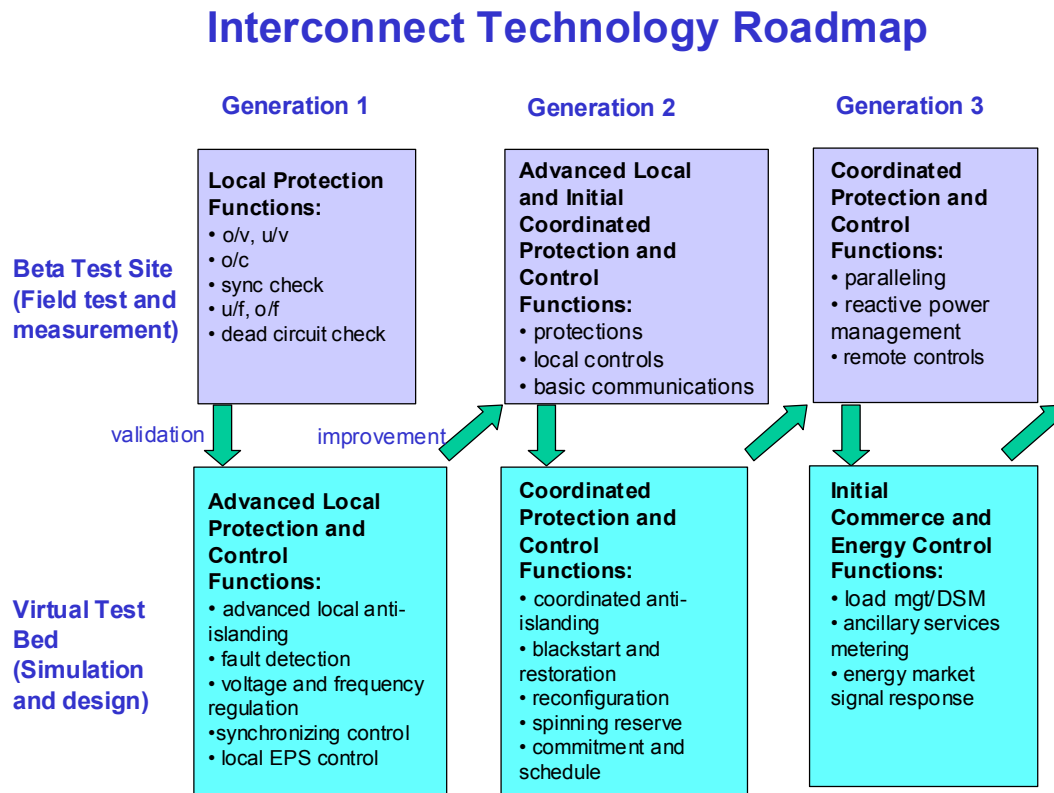 Interconnect Technology Roadmap
Generation 1
Generation 2
Generation 3
Beta Test Site
(Field test and
measurement)
Local Protection
Functions:
• o/v, u/v
• o/c
• sync check
• u/f, o/f
• dead circuit check
Advanced Local
and Initial
Coordinated
Protection and
Control
Functions:
• protections
• local controls
• basic communications
Coordinated
Protection and
Control
Functions:
• paralleling
• reactive power
management
• remote controls
validation
improvement
Virtual Test
Bed
(Simulation
and design)
Advanced Local
Protection and
Control
Functions:
• advanced local anti-
islanding
• fault detection
• voltage and frequency
regulation
•synchronizing control
• local EPS control
Coordinated
Protection and
Control
Functions:
• coordinated anti-
islanding
• blackstart and
restoration
• reconfiguration
• spinning reserve
• commitment and
schedule
Initial
Commerce and
Energy Control
Functions:
• load mgt/DSM
• ancillary services
metering
• energy market
signal response